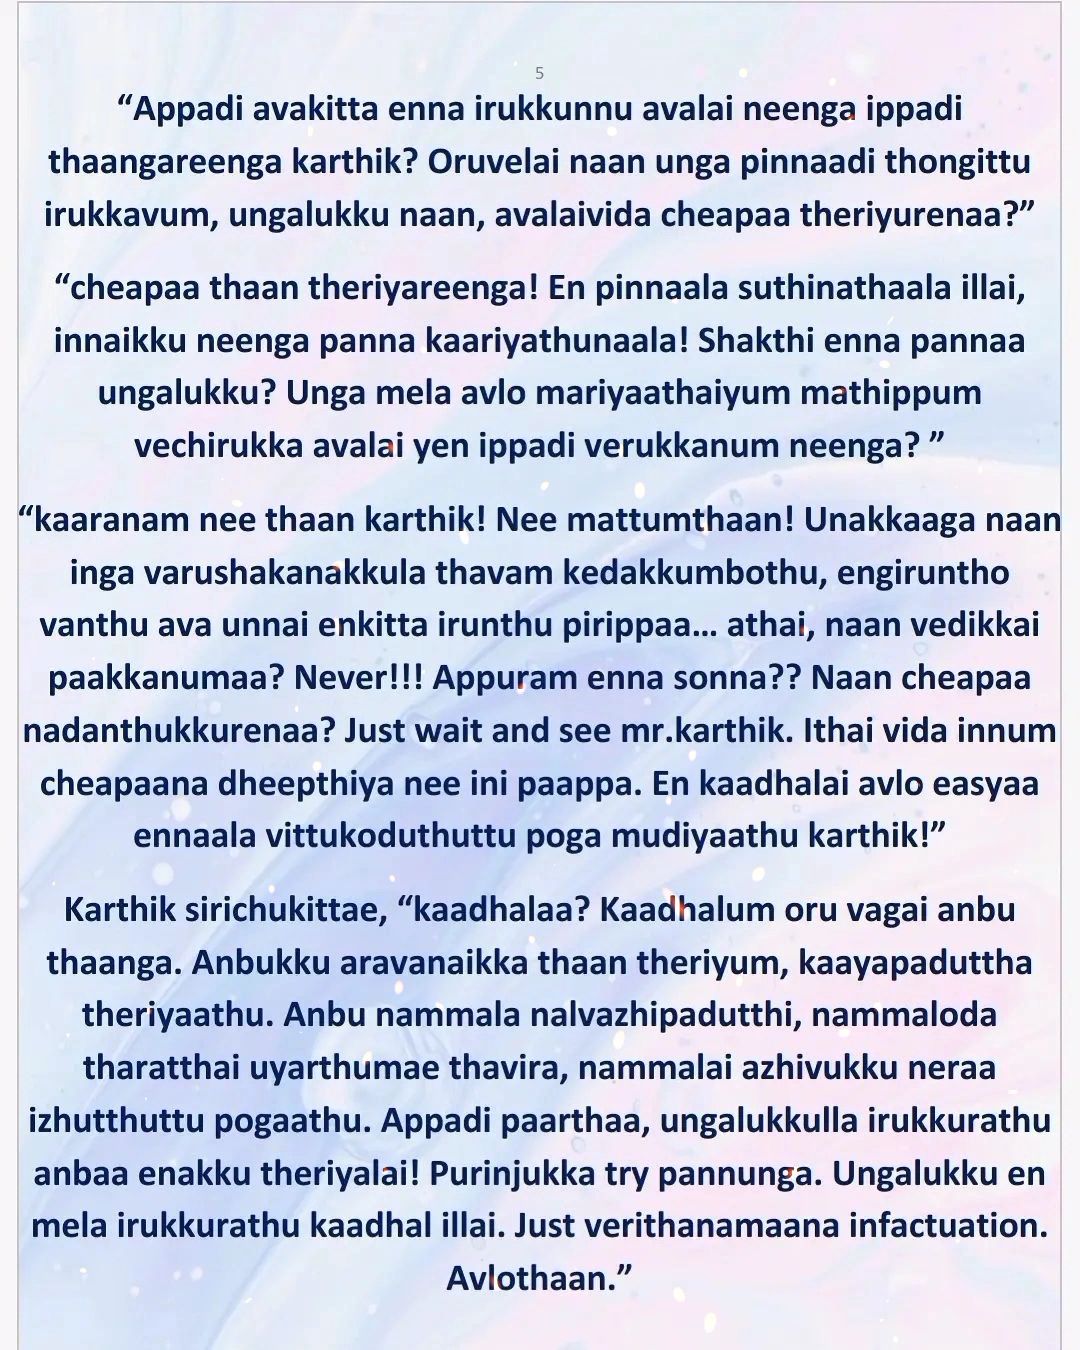 5
“Appadi avakitta enna irukkunnu avalai neenga ippadi
thaangareenga karthik? Oruvelai naan unga pinnaadi thongittu
irukkavum, ungalukku naan, avalaivida cheapaa theriyurenaa?”
“cheapaa thaan theriyareenga! En pinnaala suthinathaala illai,
innaikku neenga panna kaariyathunaala! Shakthi enna pannaa
ungalukku? Unga mela avlo mariyaathaiyum mathippum
vechirukka avalai yen ippadi verukkanum neenga? ”
“kaaranam nee thaan karthik! Nee mattumthaan! Unakkaaga naan
inga varushakanakkula thavam kedakkumbothu, engiruntho
vanthu ava unnai enkitta irunthu pirippaa... athai, naan vedikkai
paakkanumaa? Never!!! Appuram enna sonna?? Naan cheapaa
nadanthukkurenaa? Just wait and see mr.karthik. Ithai vida innum
cheapaana dheepthiya nee ini paappa. En kaadhalai avlo easyaa
ennaala vittukoduthuttu poga mudiyaathu karthik!”
Karthik sirichukittae, “kaadhalaa? Kaadhalum oru vagai anbu
thaanga. Anbukku aravanaikka thaan theriyum, kaayapaduttha
theriyaathu. Anbu nammala nalvazhipadutthi, nammaloda
tharatthai uyarthumae thavira, nammalai azhivukku neraa
izhutthuttu pogaathu. Appadi paarthaa, ungalukkulla irukkurathu
anbaa enakku theriyalai! Purinjukka try pannunga. Ungalukku en
mela irukkurathu kaadhal illai. Just verithanamaana infactuation.
Avlothaan.”